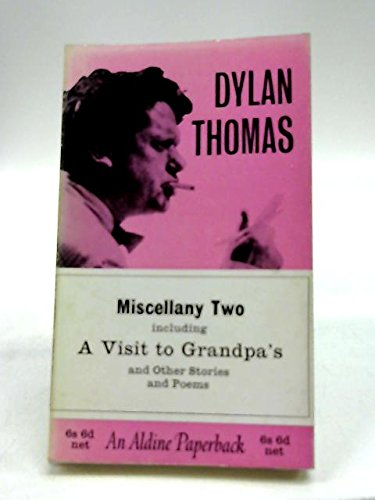 DYLAN
THOMAS
Miscellany Two
including
A Visit to Grandpa's
and Other Stories
and Poems
6s 6d
net
An Aldine Paperback
6s 6d
net